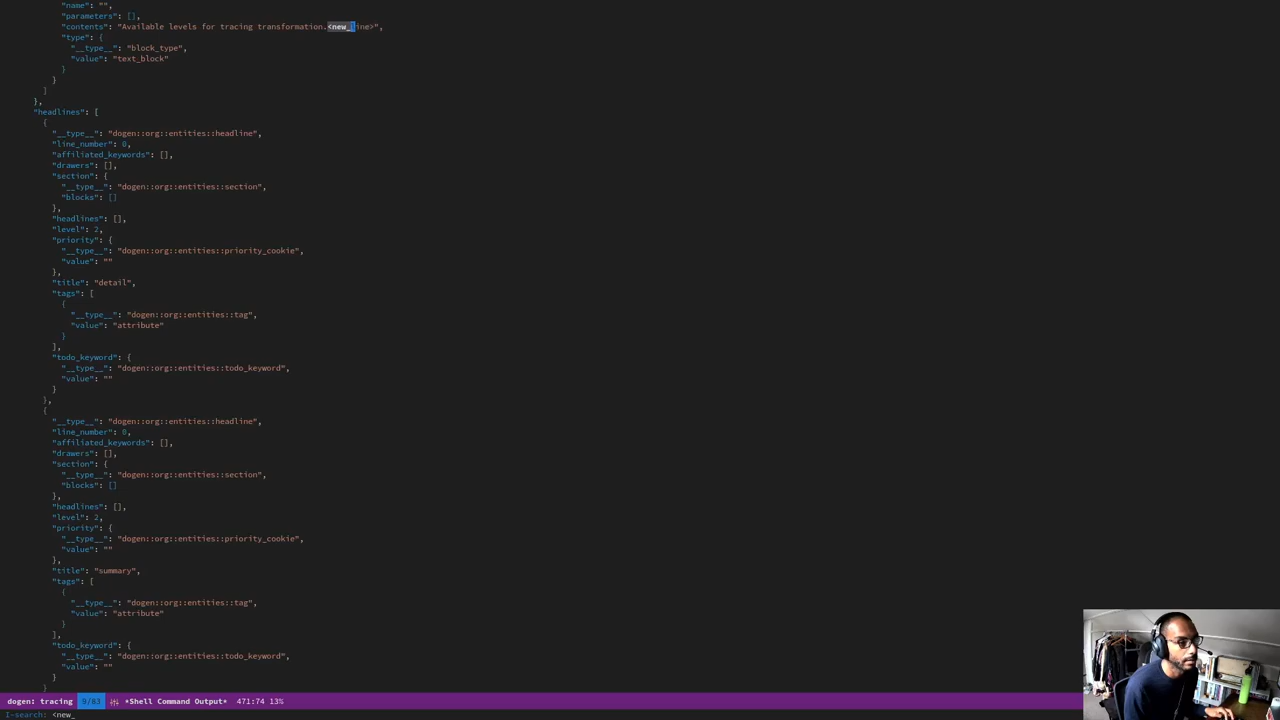 "name": "",
"parameters": [],
"contents": "Available levels for tracing transformation.<new_line>",
"type": {
"__type__": "block_type",
"value": "text_block"
}
}
]
},
"headlines": [
{
"__type__": "dogen::org::entities::headline",
"line_number": 0,
"affiliated_keywords": [],
"drawers": [],
"section": {
"__type__": "dogen::org::entities::section",
"blocks": []
},
"headlines": [],
"level": 2,
"priority": {
"__type__": "dogen::org::entities::priority_cookie",
"value": ""
},
"title": "detail",
"tags": [
{
"__type__": "dogen::org::entities::tag",
"value": "attribute"
}
],
"todo_keyword": {
"__type__": "dogen::org::entities::todo_keyword",
"value": ""
}
},
{
"__type__": "dogen::org::entities::headline",
"line_number": 0,
"affiliated_keywords": [],
"drawers": [],
"section": {
"__type__": "dogen::org::entities::section",
"blocks": []
},
"headlines": [],
"level": 2,
"priority": {
"__type__": "dogen::org::entities::priority_cookie",
"value": ""
},
"title": "summary",
"tags": [
{
"__type__": "dogen::org::entities::tag",
"value": "attribute"
}
],
"todo_keyword": {
"__type__": "dogen::org::entities::todo_keyword",
"value": ""
}
}
dogen: tracing 9/83 *Shell Command Output* 471:74 13%
I-search: <new_